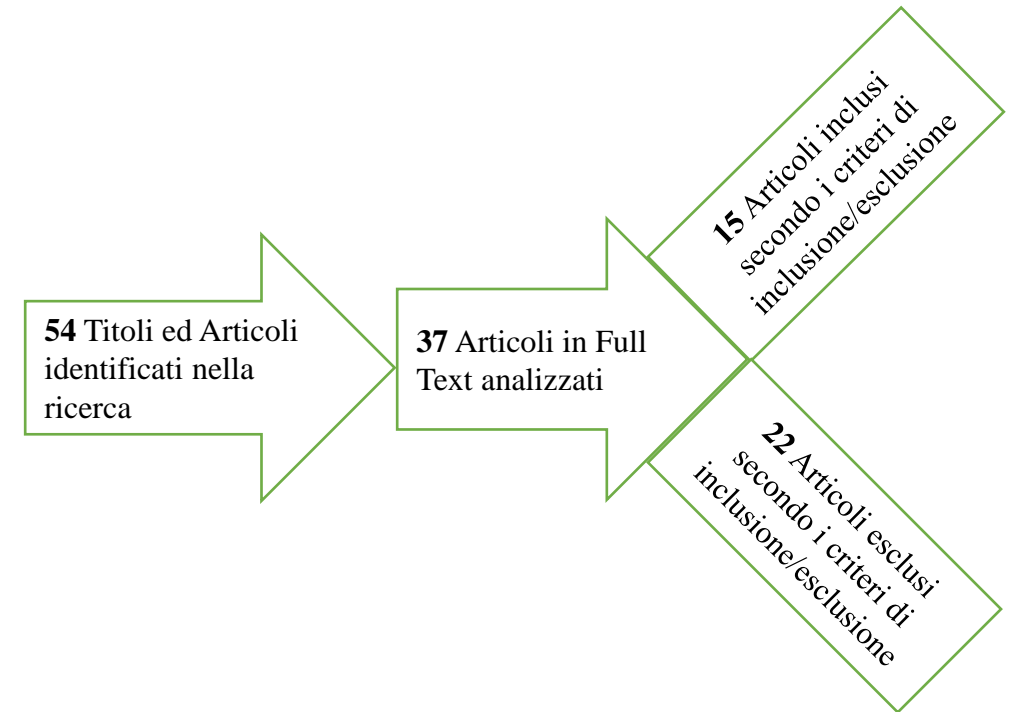 54 Titoli ed Articoli
identificati nella
ricerca
37 Articoli in Full
Text analizzati
15 Articoli inclusi
secondo i criteri di
inclusione/esclusione
22 Articoli esclusi
secondo i criteri di
inclusione/esclusione